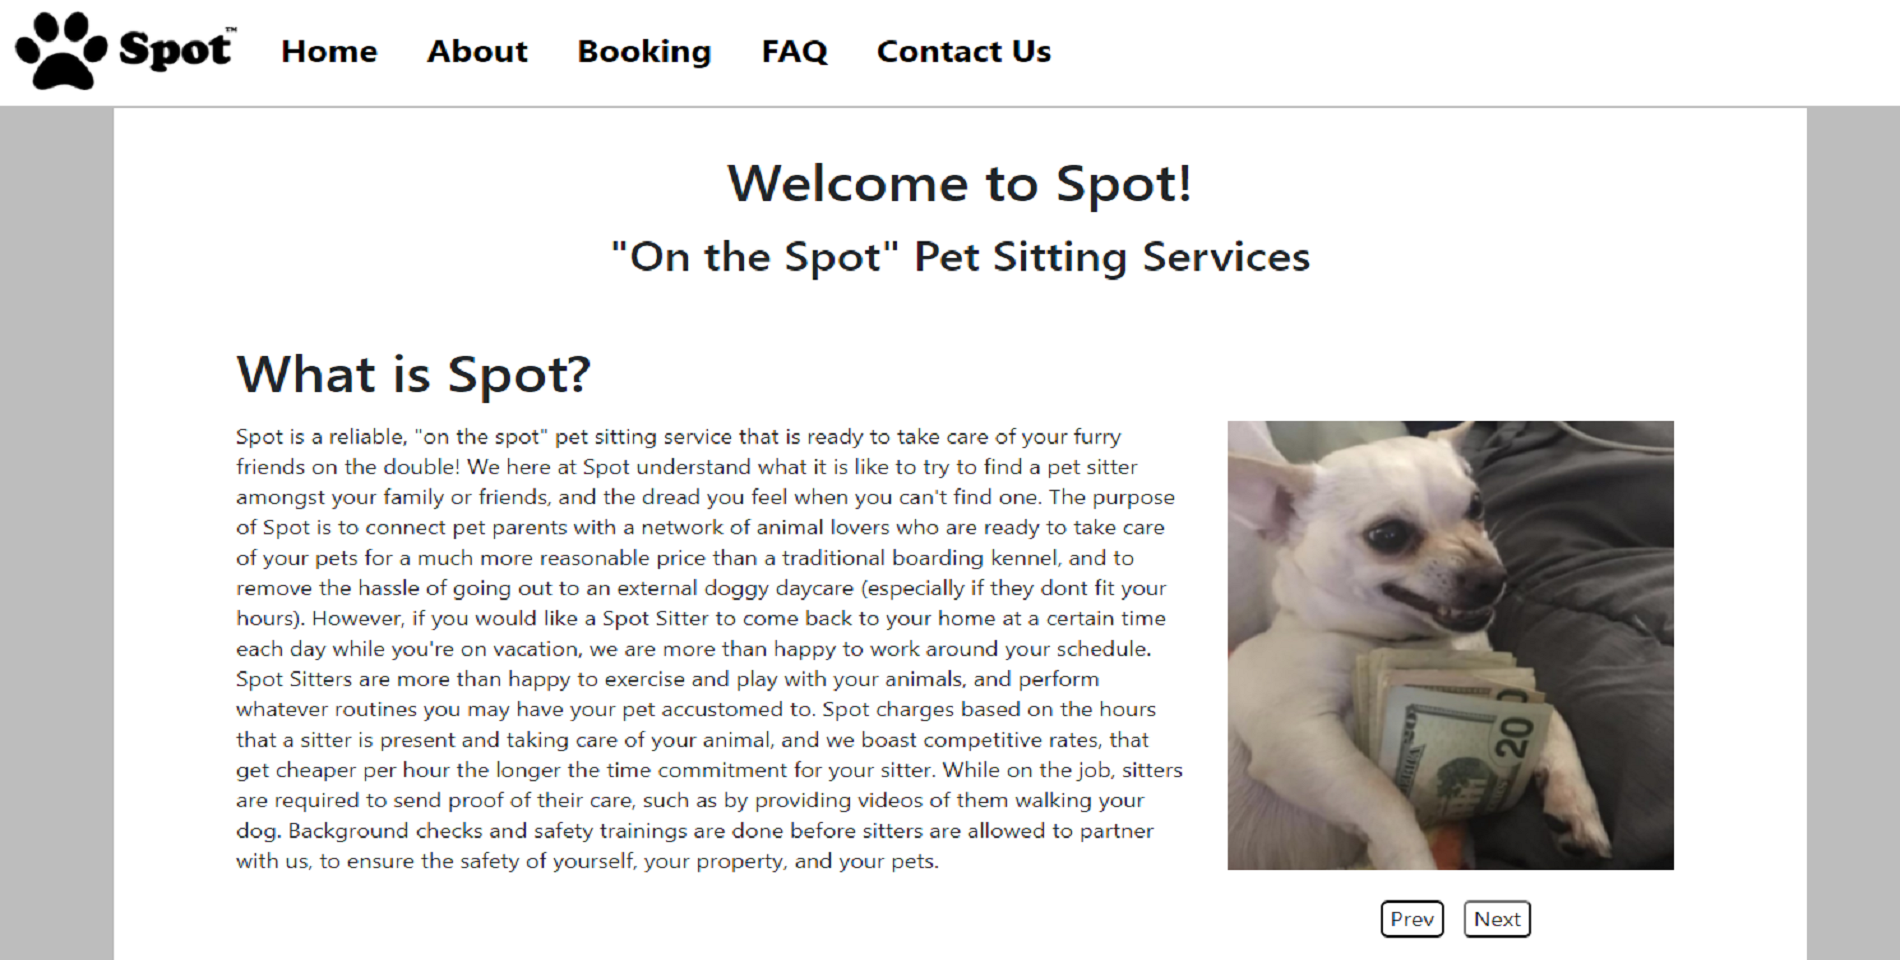 Spot™
Home About Booking FAQ Contact Us
Welcome to Spot!
"On the Spot" Pet Sitting Services
What is Spot?
Spot is a reliable, "on the spot" pet sitting service that is ready to take care of your furry
friends on the double! We here at Spot understand what it is like to try to find a pet sitter
amongst your family or friends, and the dread you feel when you can't find one. The purpose
of Spot is to connect pet parents with a network of animal lovers who are ready to take care
of your pets for a much more reasonable price than a traditional boarding kennel, and to
remove the hassle of going out to an external doggy daycare (especially if they dont fit your
hours). However, if you would like a Spot Sitter to come back to your home at a certain time
each day while you're on vacation, we are more than happy to work around your schedule.
Spot Sitters are more than happy to exercise and play with your animals, and perform
whatever routines you may have your pet accustomed to. Spot charges based on the hours
that a sitter is present and taking care of your animal, and we boast competitive rates, that
get cheaper per hour the longer the time commitment for your sitter. While on the job, sitters
are required to send proof of their care, such as by providing videos of them walking your
dog. Background checks and safety trainings are done before sitters are allowed to partner
with us, to ensure the safety of yourself, your property, and your pets.
20
Prev Next